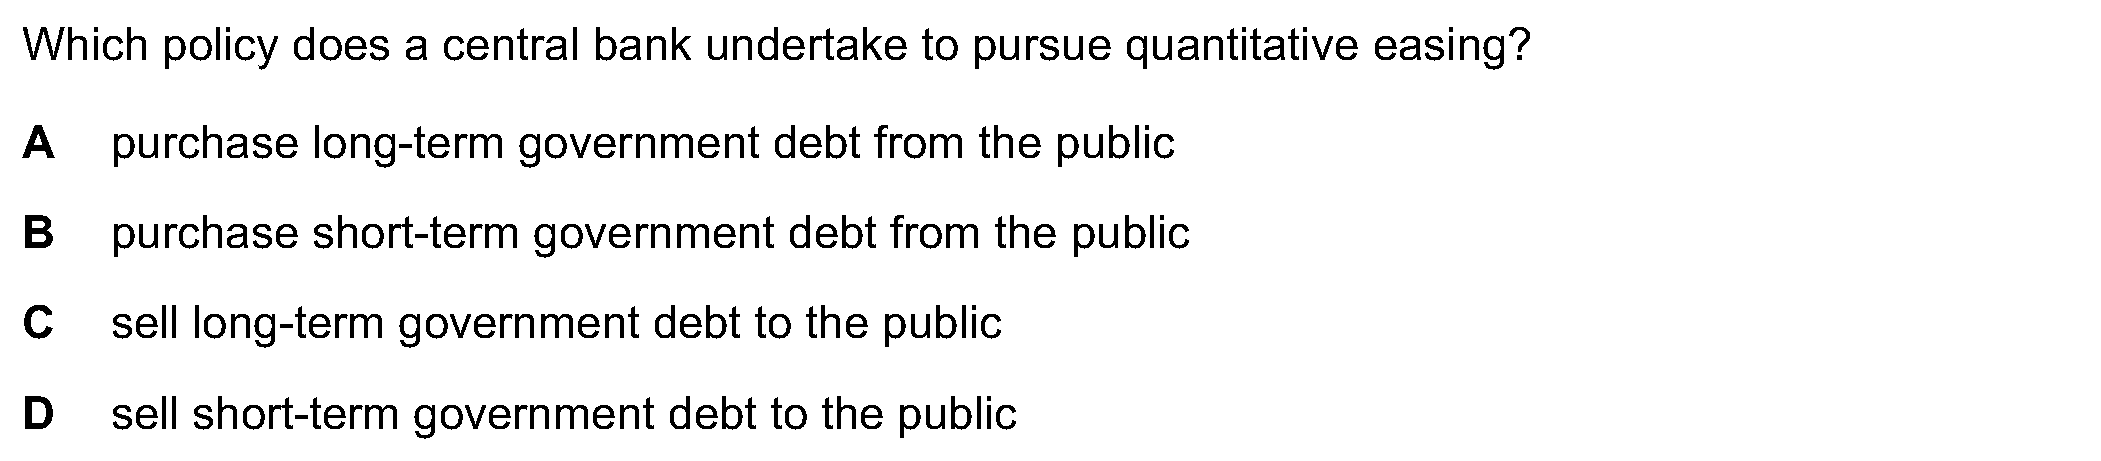 Which policy does a central bank undertake to pursue quantitative easing?
A purchase long-term government debt from the public
B purchase short-term government debt from the public
C sell long-term government debt to the public
D sell short-term government debt to the public